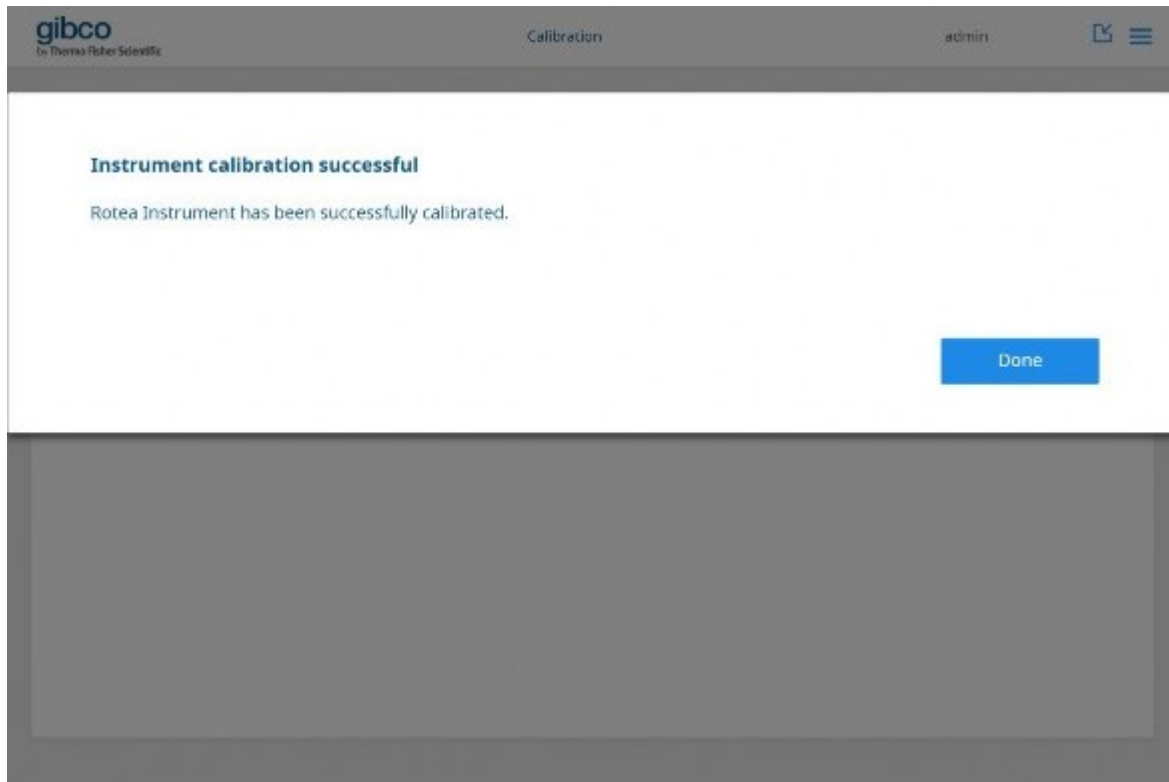 gibco
by Thermo Fisher Scientific
Calibration
admin
Instrument calibration successful
Rotea Instrument has been successfully calibrated.
Done